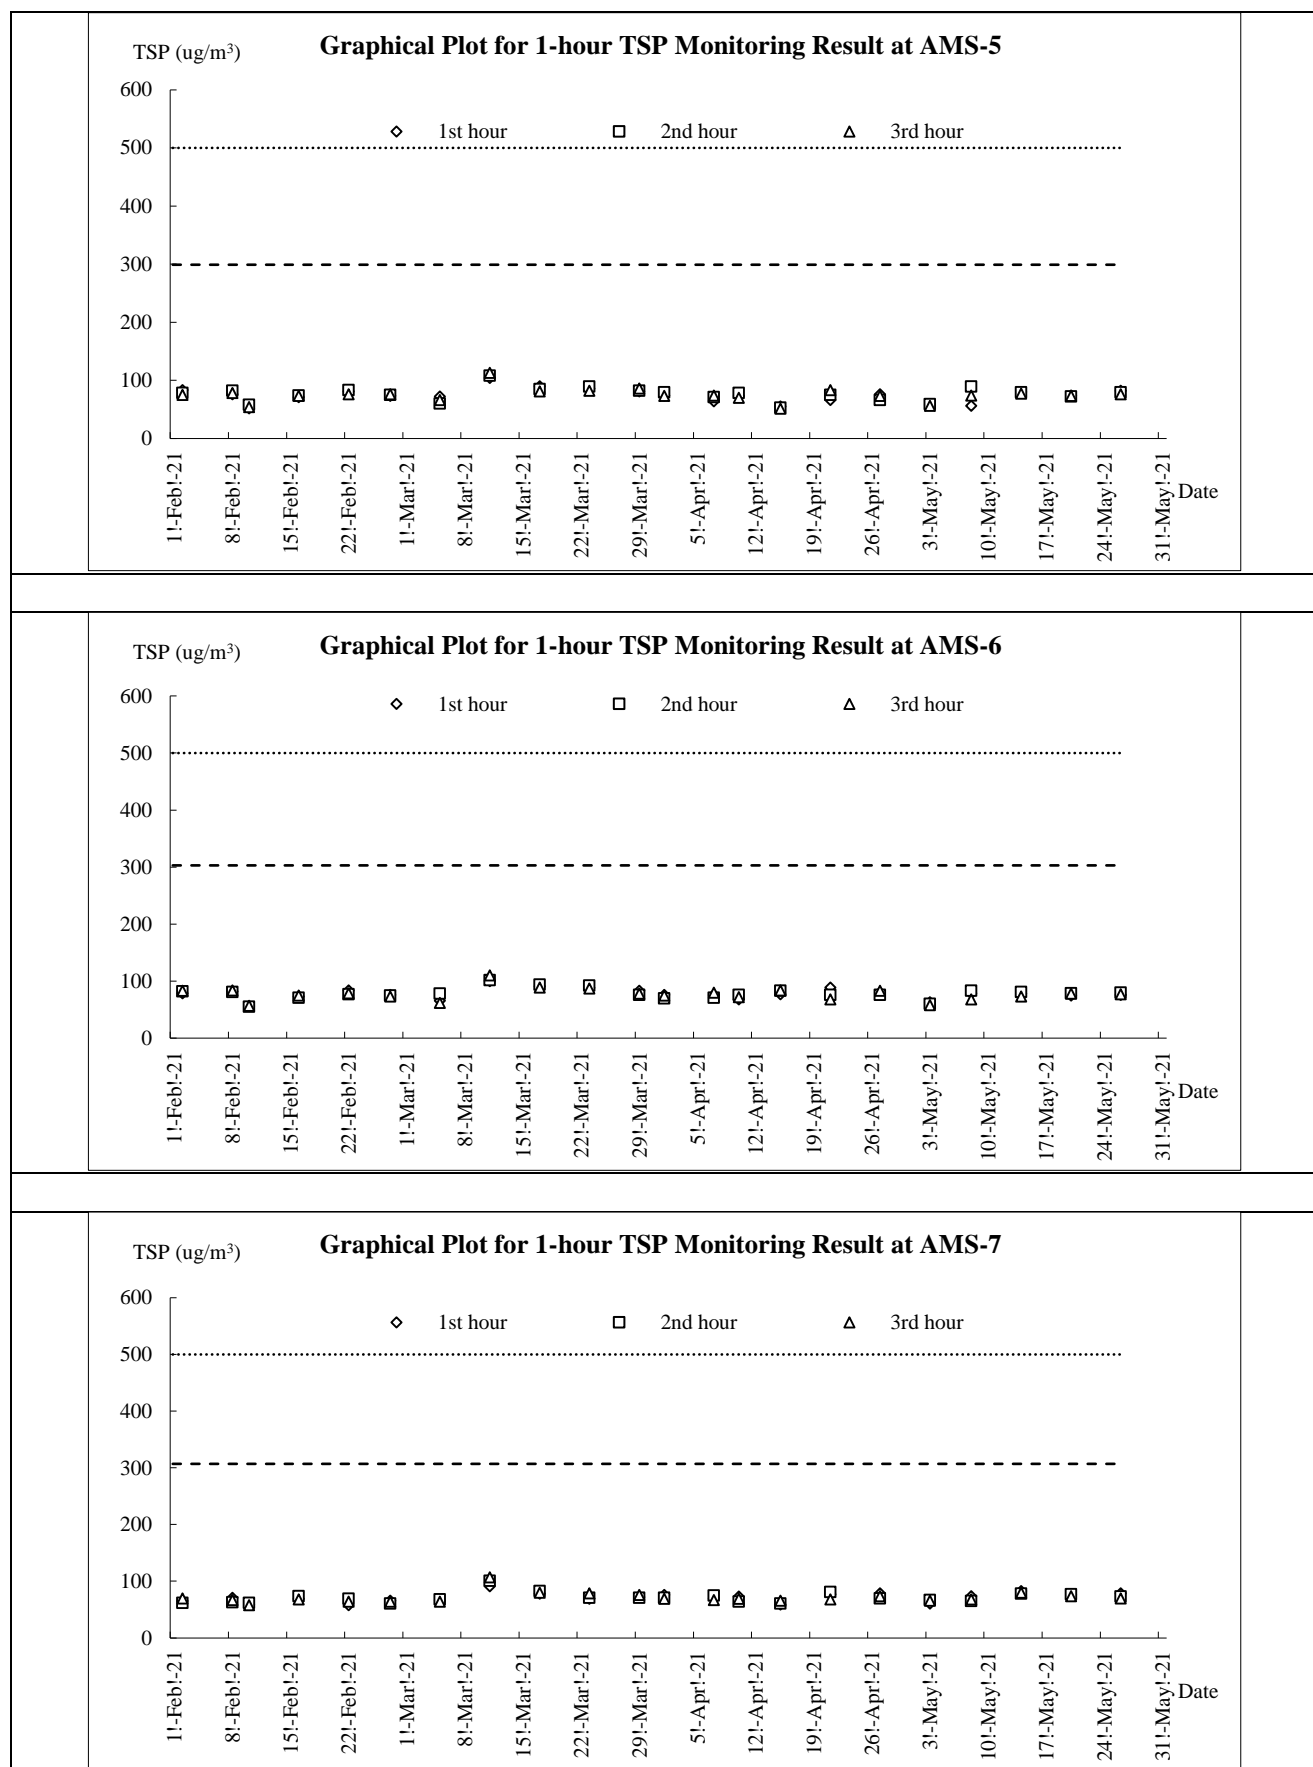 Graphical Plot for 1-hour TSP Monitoring Result at AMS-5
TSP (ug/m³)
600
1st hour 2nd hour 3rd hour
500
400
300
200
100
0
1!-Feb!-21 8!-Feb!-21 15!-Feb!-21 22!-Feb!-21 1!-Mar!-21 8!-Mar!-21 15!-Mar!-21 22!-Mar!-21 29!-Mar!-21 5!-Apr!-21 12!-Apr!-21 19!-Apr!-21 26!-Apr!-21 3!-May!-21 10!-May!-21 17!-May!-21 24!-May!-21 31!-May!-21
Date
Graphical Plot for 1-hour TSP Monitoring Result at AMS-6
TSP (ug/m³)
600
1st hour 2nd hour 3rd hour
500
400
300
200
100
0
1!-Feb!-21 8!-Feb!-21 15!-Feb!-21 22!-Feb!-21 1!-Mar!-21 8!-Mar!-21 15!-Mar!-21 22!-Mar!-21 29!-Mar!-21 5!-Apr!-21 12!-Apr!-21 19!-Apr!-21 26!-Apr!-21 3!-May!-21 10!-May!-21 17!-May!-21 24!-May!-21 31!-May!-21
Date
Graphical Plot for 1-hour TSP Monitoring Result at AMS-7
TSP (ug/m³)
600
1st hour 2nd hour 3rd hour
500
400
300
200
100
0
1!-Feb!-21 8!-Feb!-21 15!-Feb!-21 22!-Feb!-21 1!-Mar!-21 8!-Mar!-21 15!-Mar!-21 22!-Mar!-21 29!-Mar!-21 5!-Apr!-21 12!-Apr!-21 19!-Apr!-21 26!-Apr!-21 3!-May!-21 10!-May!-21 17!-May!-21 24!-May!-21 31!-May!-21
Date